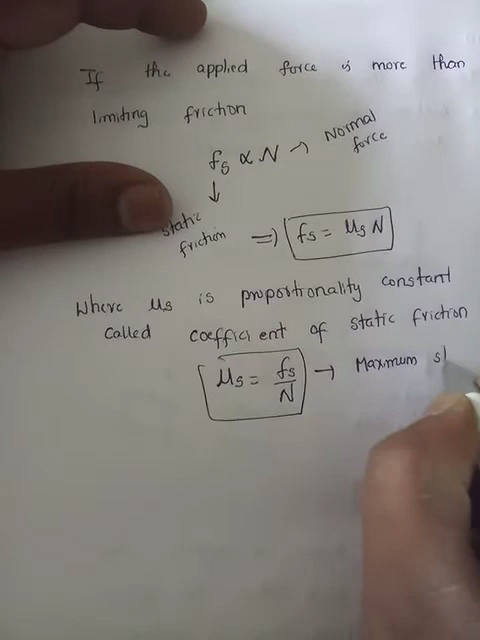 If the applied force is more than
limiting friction
fs ∝ N → Normal force
↓
static friction
⇒ fs = μs N
Where μs is proportionality constant
called coefficient of static friction
μs = fs/N → Maxmum